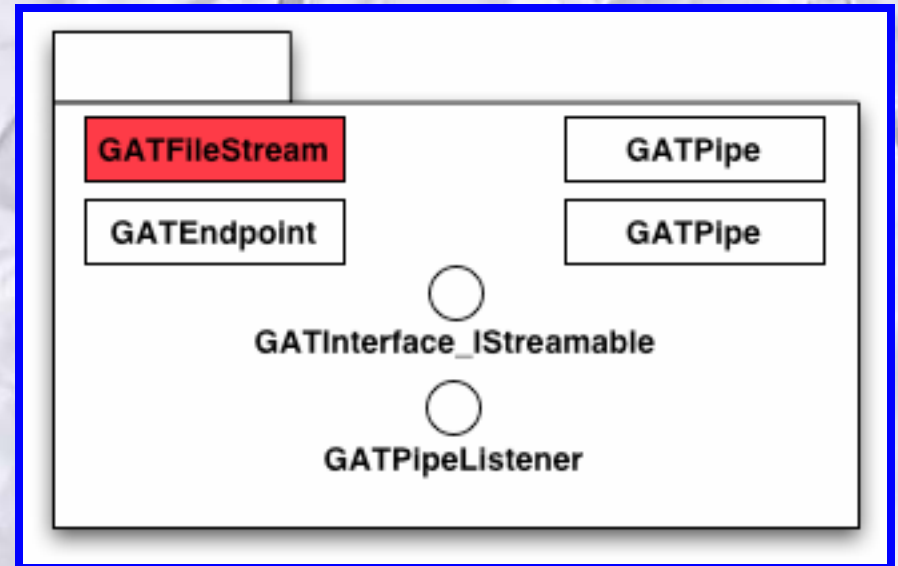 GATFileStream
GATPipe
GATEndpoint
GATPipe
GATInterface_IStreamable
GATPipeListener